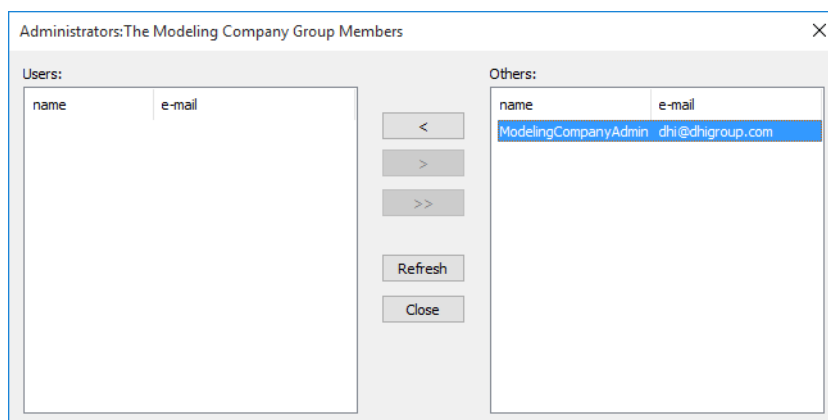 Administrators:The Modeling Company Group Members
Users:
name e-mail
<
>
>>
Refresh
Close
Others:
name e-mail
ModelingCompanyAdmin dhi@dhigroup.com